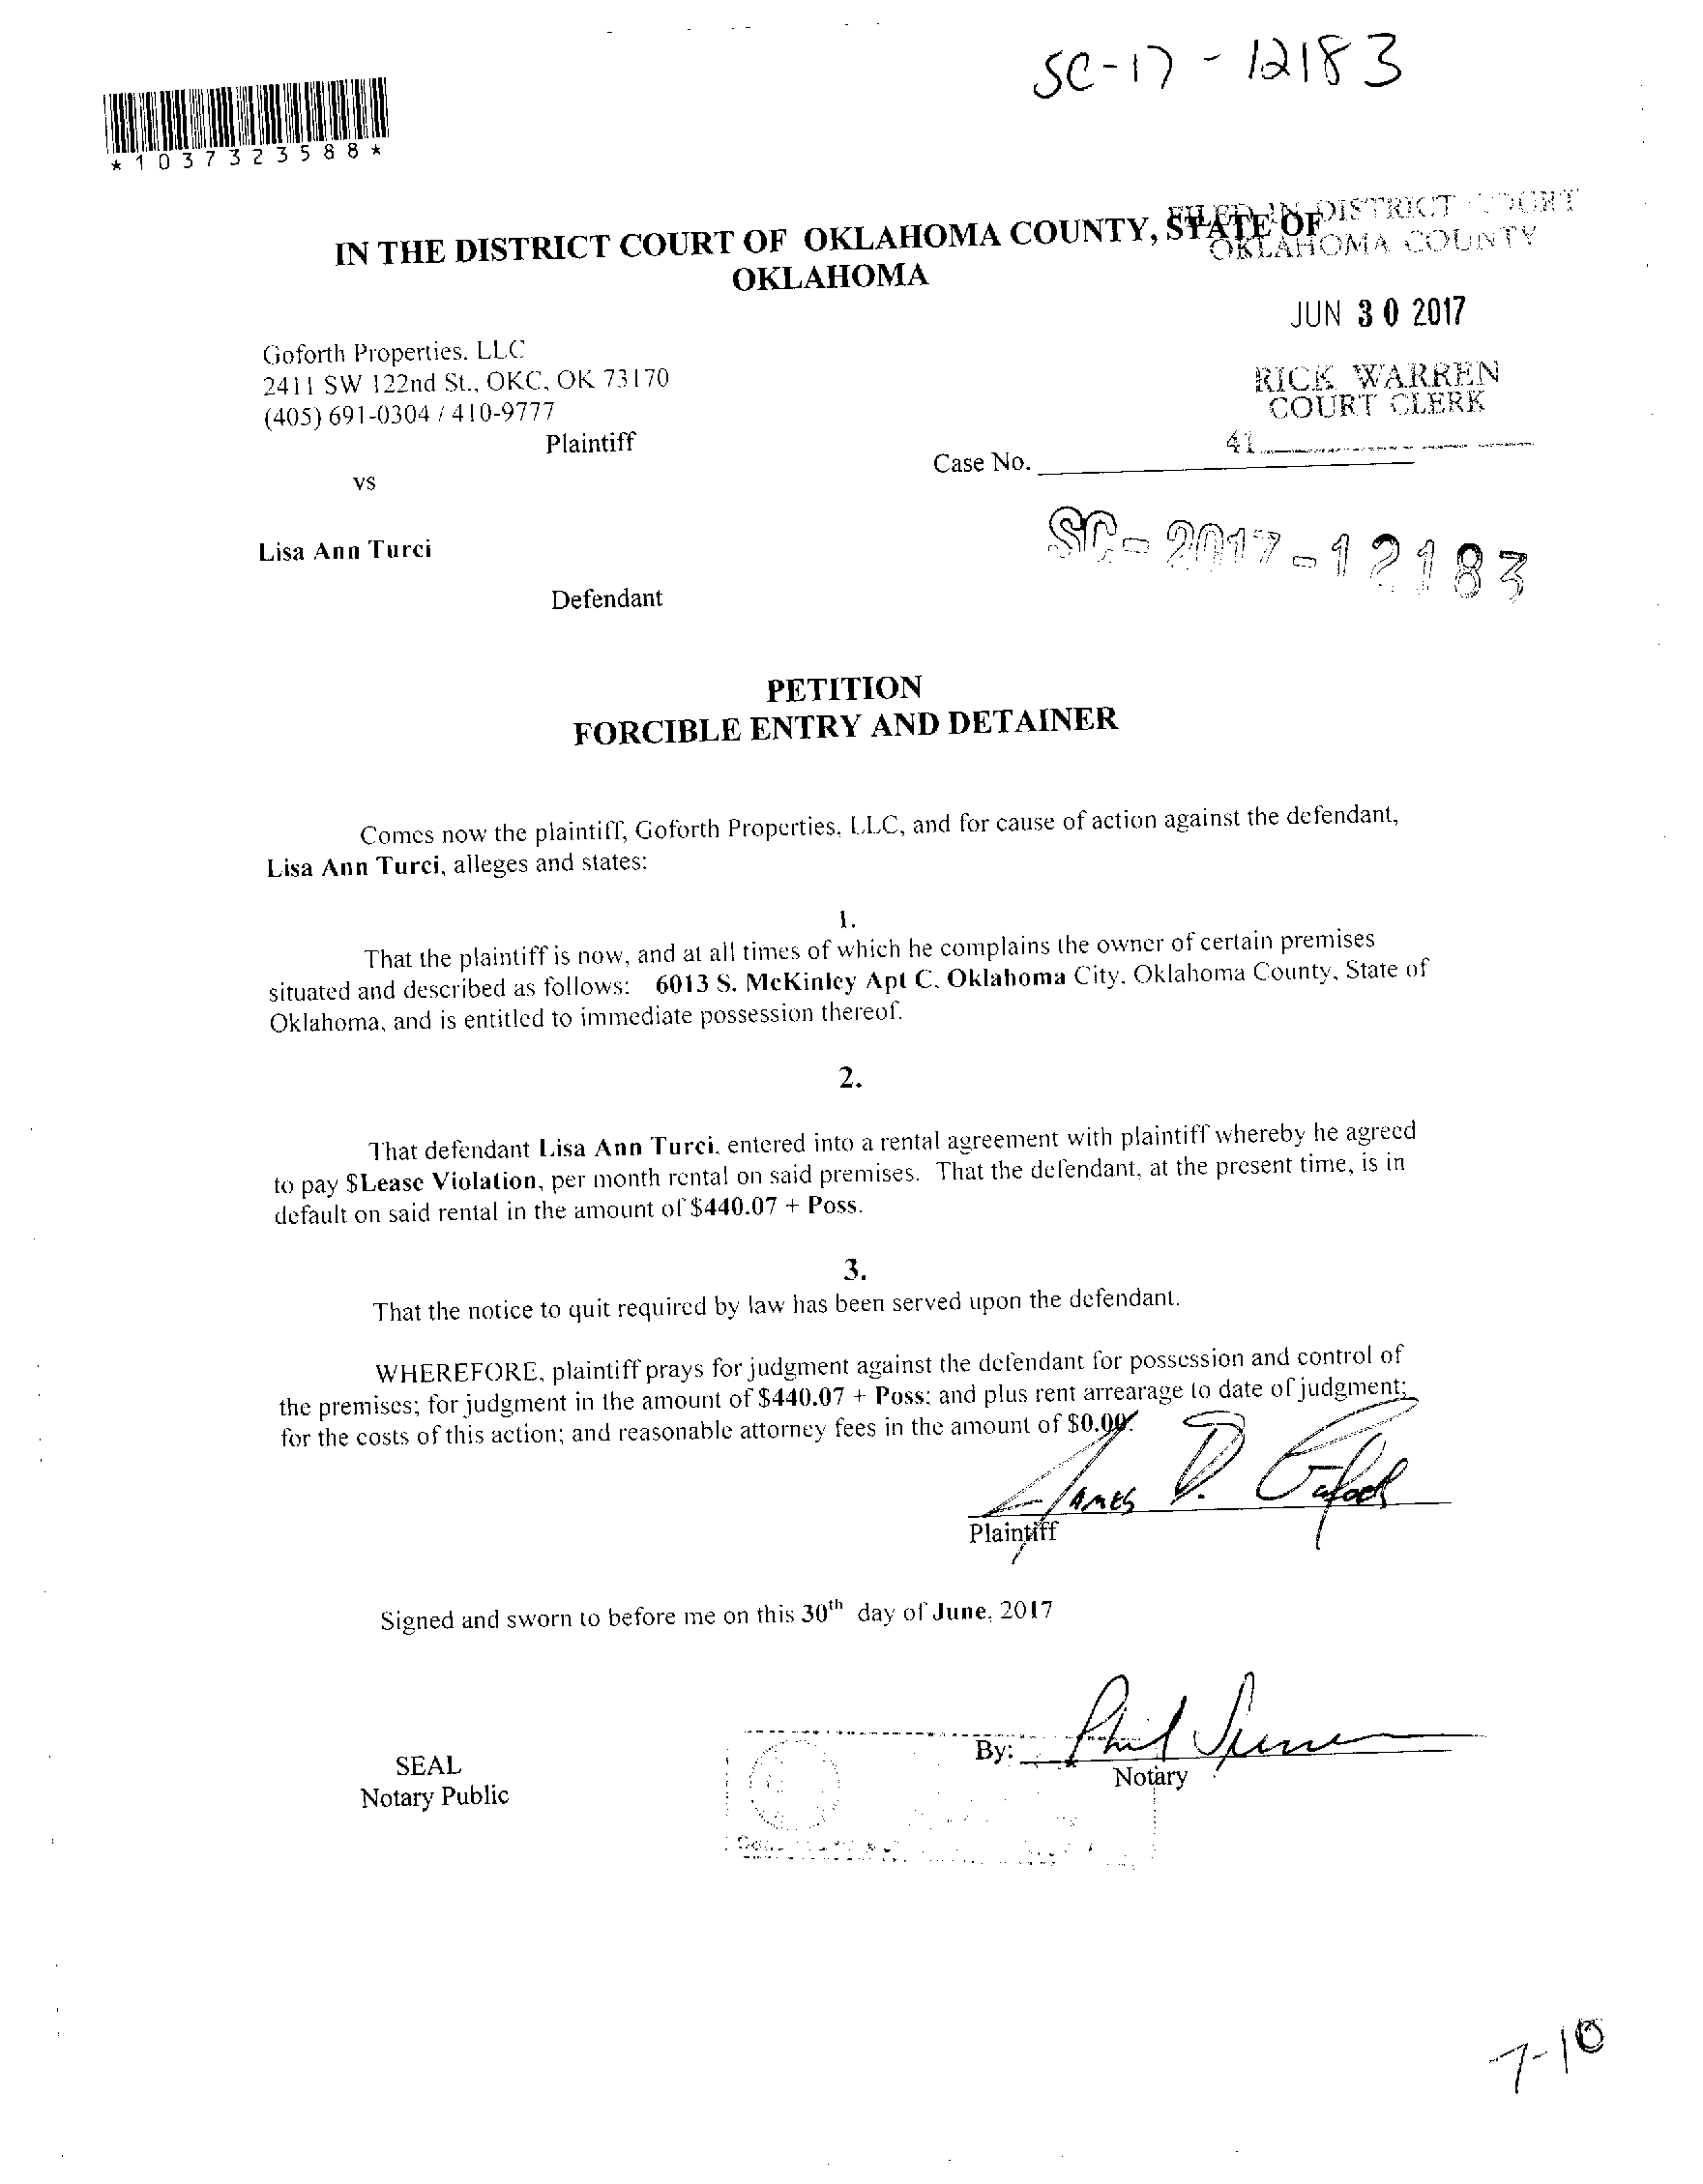 SC-17-12183
*1037323588*
FILED IN DISTRICT COURT
OKLAHOMA COUNTY
IN THE DISTRICT COURT OF OKLAHOMA COUNTY, STATE OF
OKLAHOMA
JUN 30 2017
RICK WARREN
COURT CLERK
41
Goforth Properties, LLC
2411 SW 122nd St., OKC, OK 73170
(405) 691-0304 / 410-9777
Plaintiff
Case No.
vs
SC-2017-12183
Lisa Ann Turci
Defendant
PETITION
FORCIBLE ENTRY AND DETAINER
Comes now the plaintiff, Goforth Properties, LLC, and for cause of action against the defendant,
Lisa Ann Turci, alleges and states:
1.
That the plaintiff is now, and at all times of which he complains the owner of certain premises
situated and described as follows: 6013 S. McKinley Apt C, Oklahoma City, Oklahoma County, State of
Oklahoma, and is entitled to immediate possession thereof.
2.
That defendant Lisa Ann Turci, entered into a rental agreement with plaintiff whereby he agreed
to pay $Lease Violation, per month rental on said premises. That the defendant, at the present time, is in
default on said rental in the amount of $440.07 + Poss.
3.
That the notice to quit required by law has been served upon the defendant.
WHEREFORE, plaintiff prays for judgment against the defendant for possession and control of
the premises; for judgment in the amount of $440.07 + Poss; and plus rent arrearage to date of judgment;
for the costs of this action; and reasonable attorney fees in the amount of $0.00.
James D.
Plaintiff
Signed and sworn to before me on this 30th day of June, 2017
By: Phil
SEAL
Notary
Notary Public
7-10